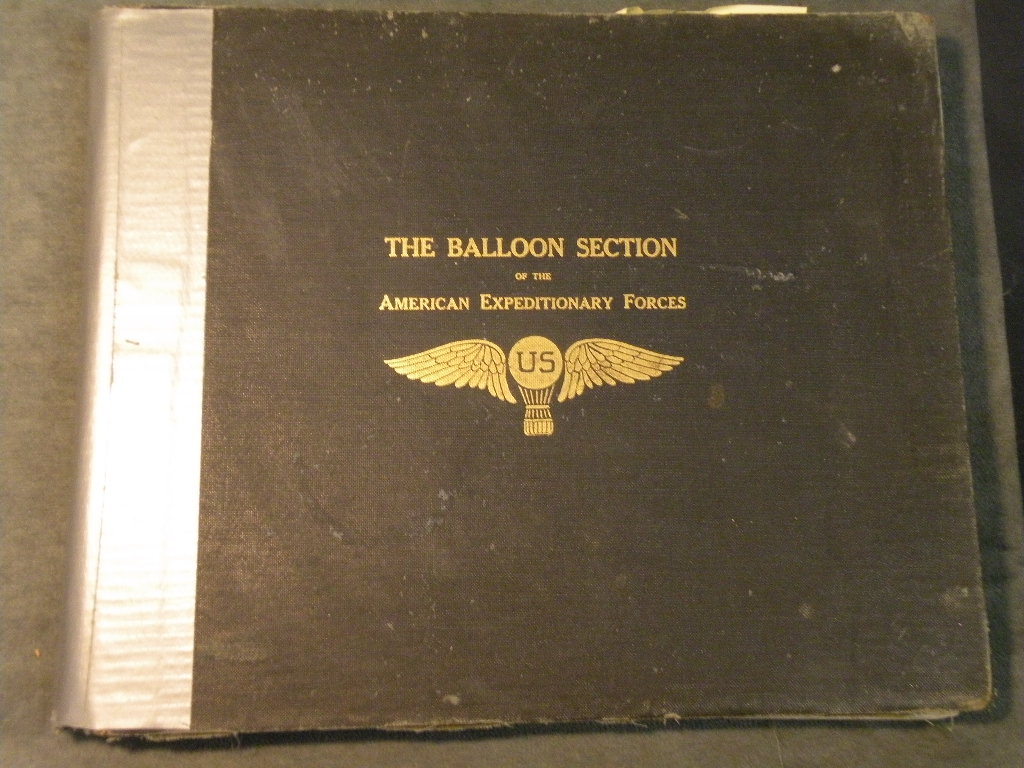 THE BALLOON SECTION
OF THE
AMERICAN EXPEDITIONARY FORCES
US